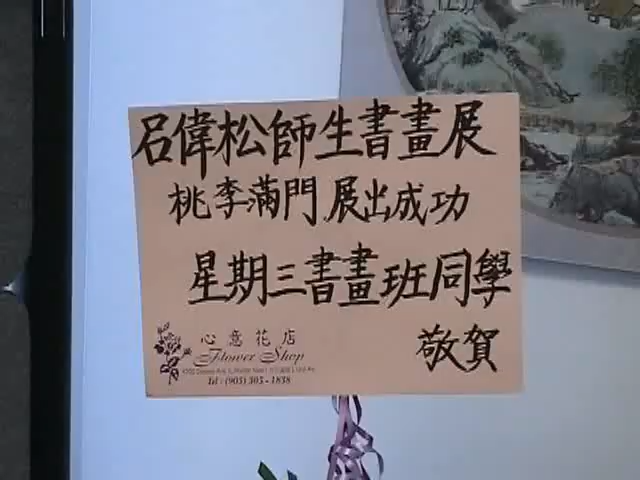 石偉松師生書畫展
桃李滿門 展出成功
星期三書畫班同學
敬賀
心意花店
Flower Shop
Tel : (905) 305 - 1838